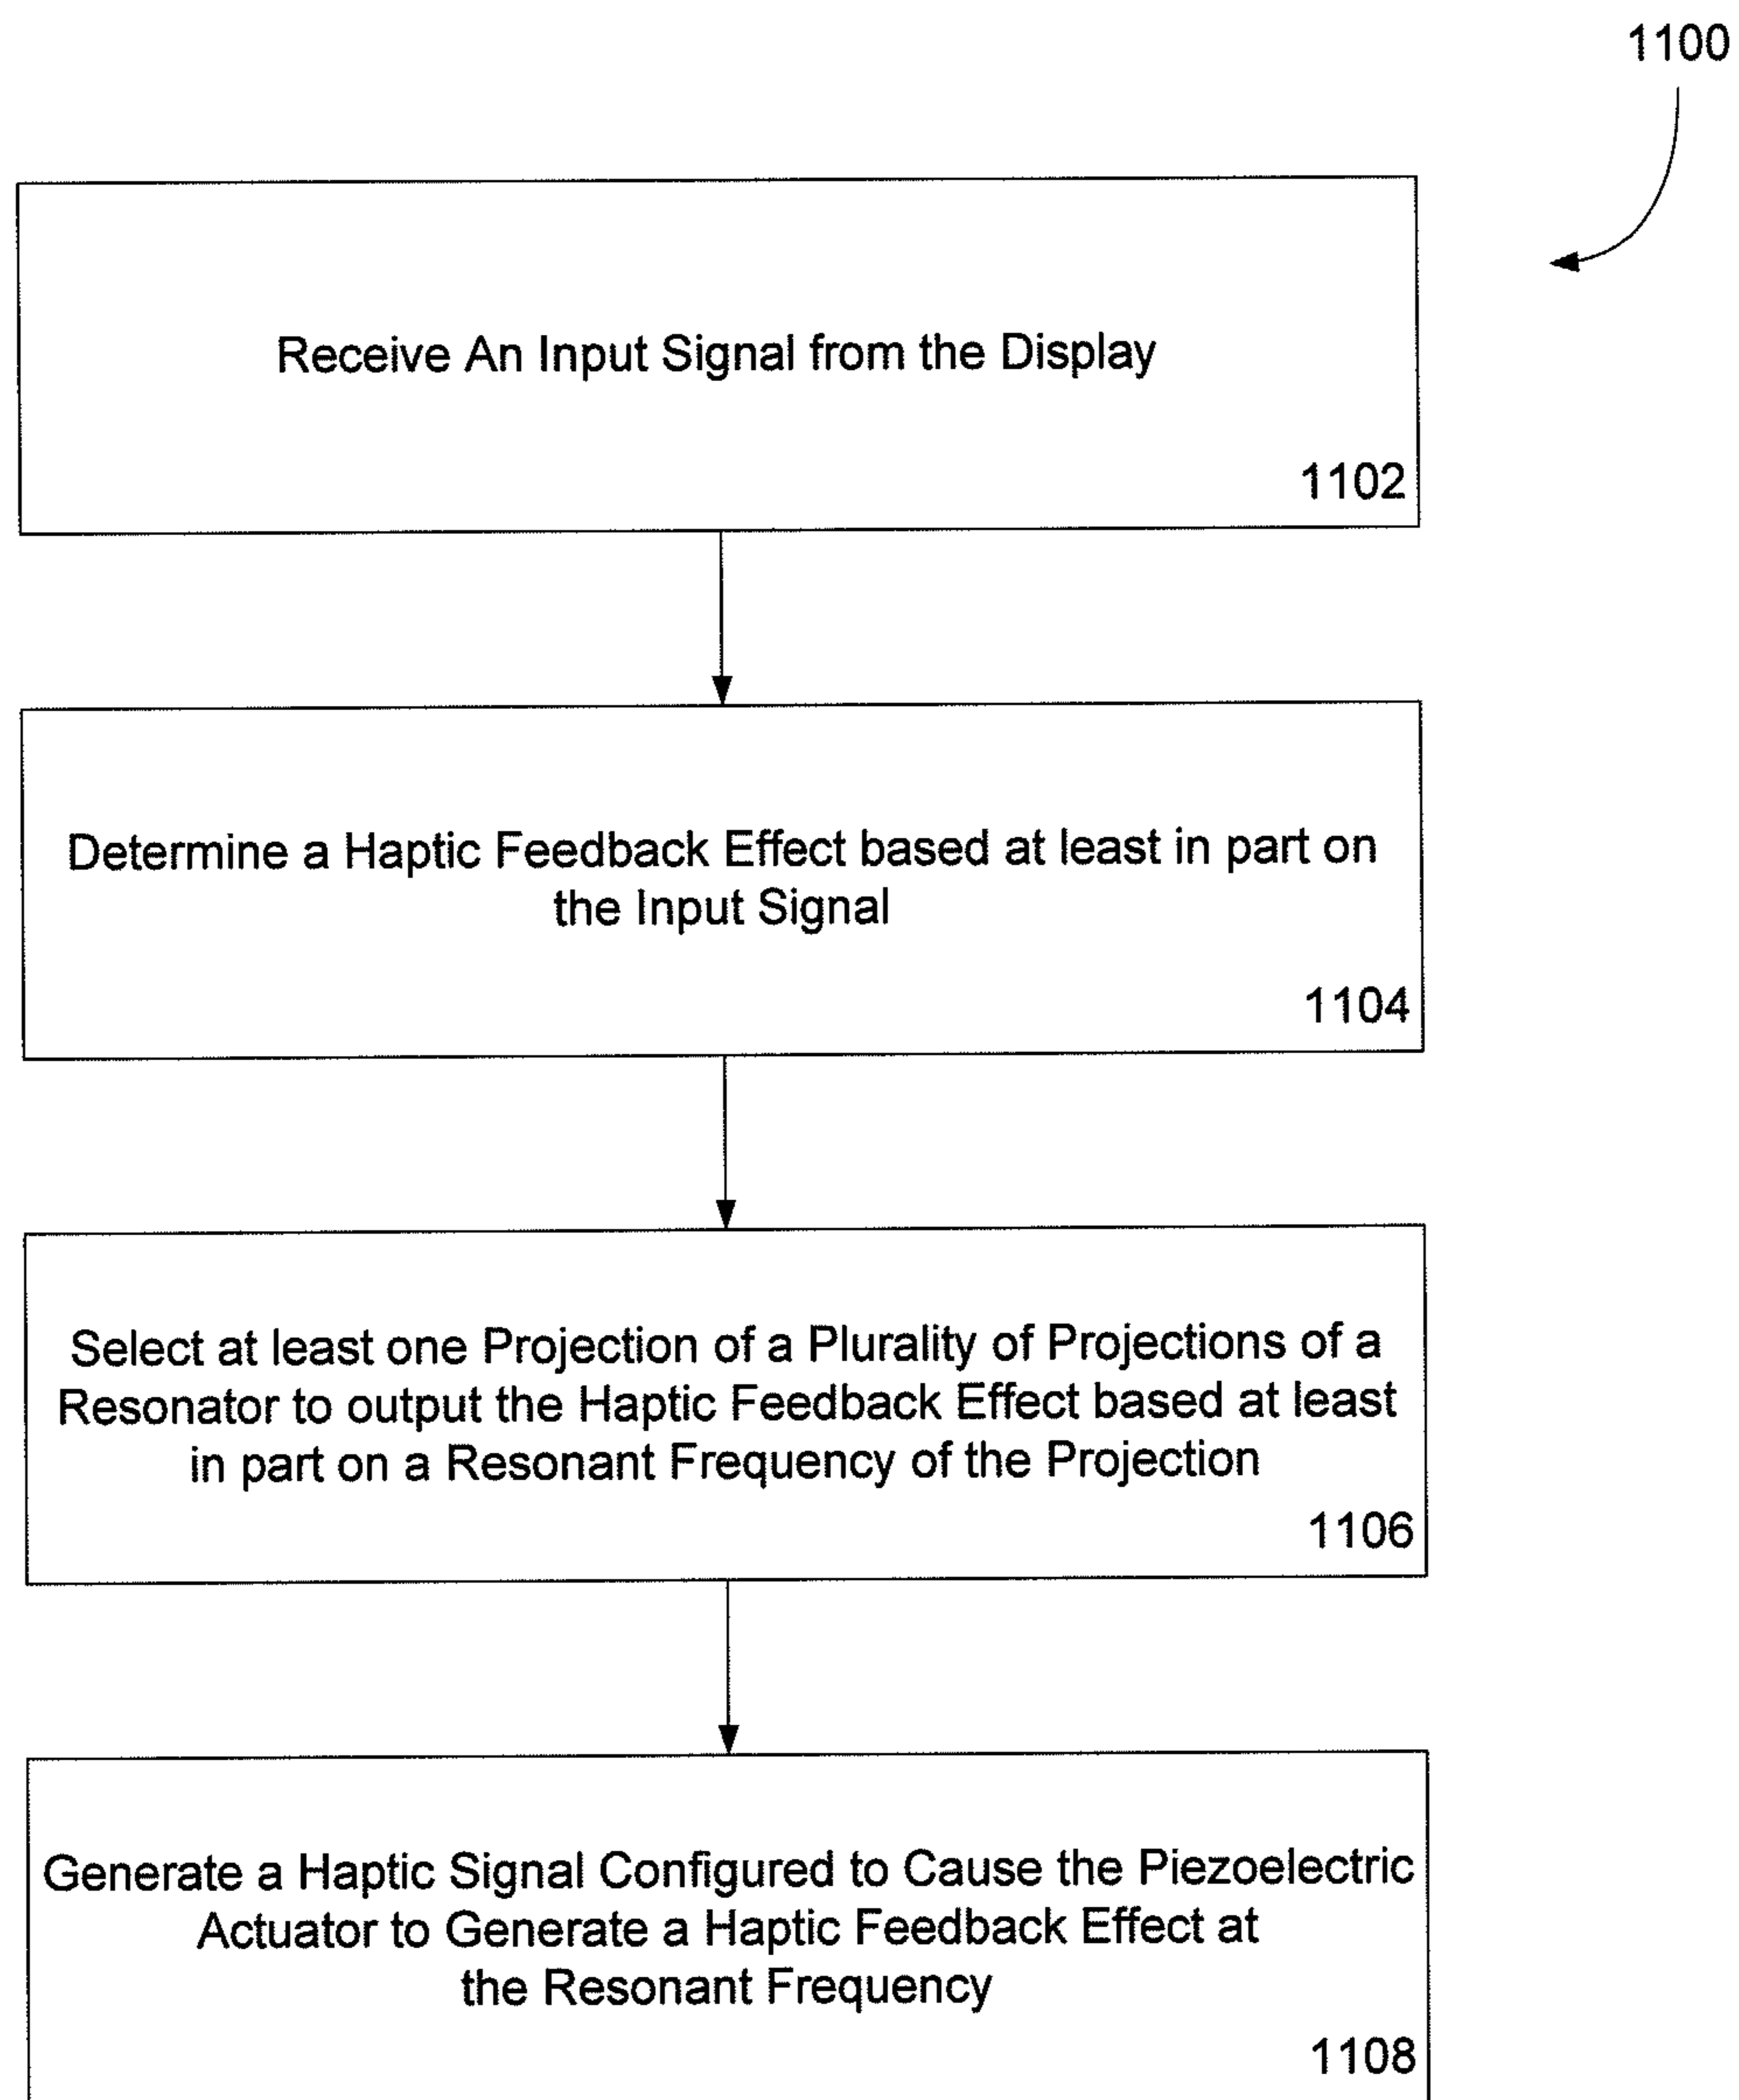 1100
Receive An Input Signal from the Display
1102
Determine a Haptic Feedback Effect based at least in part on
the Input Signal
1104
Select at least one Projection of a Plurality of Projections of a
Resonator to output the Haptic Feedback Effect based at least
in part on a Resonant Frequency of the Projection
1106
Generate a Haptic Signal Configured to Cause the Piezoelectric
Actuator to Generate a Haptic Feedback Effect at
the Resonant Frequency
1108